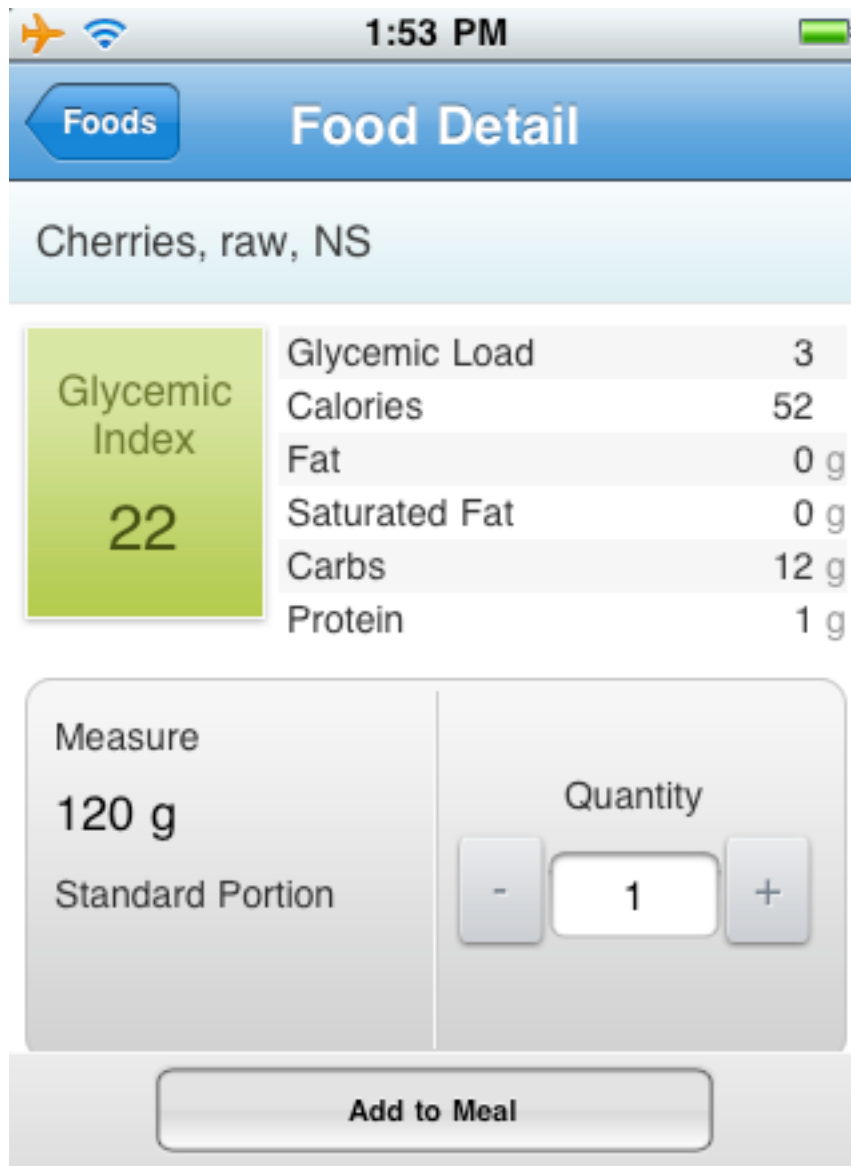 1:53 PM
Foods
Food Detail
Cherries, raw, NS
Glycemic
Index
22
Glycemic Load 3
Calories 52
Fat 0 g
Saturated Fat 0 g
Carbs 12 g
Protein 1 g
Measure
120 g
Standard Portion
Quantity
- 1 +
Add to Meal